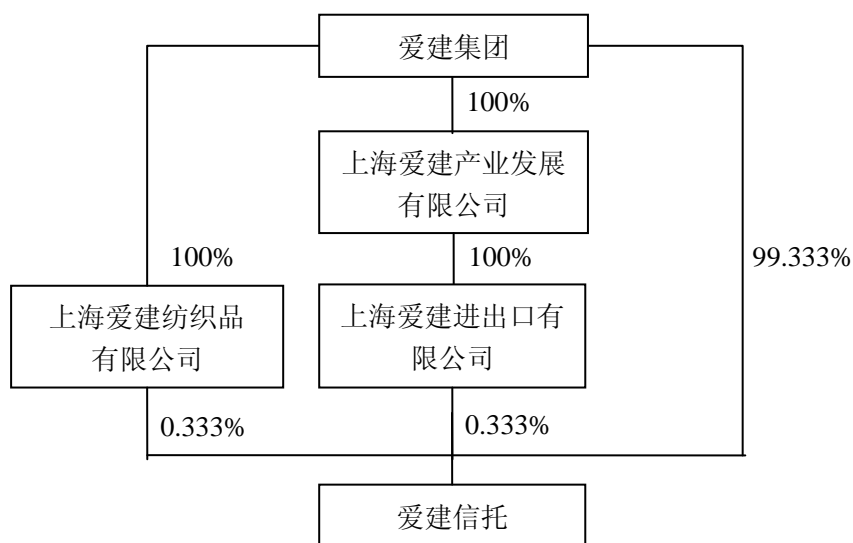 爱建集团
100%
上海爱建产业发展
有限公司
100%
100%
99.333%
上海爱建纺织品
有限公司
上海爱建进出口有
限公司
0.333%
0.333%
爱建信托